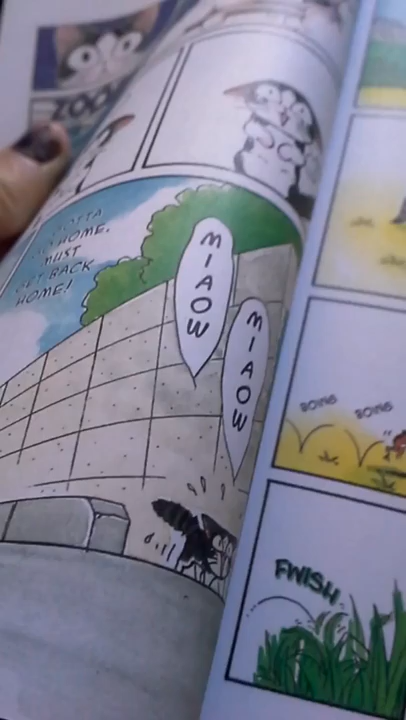 ZOOM
GOTTA
GO HOME.
MUST
GET BACK
HOME!
MIAOW
MIAOW
BOING
BOING
FWISH